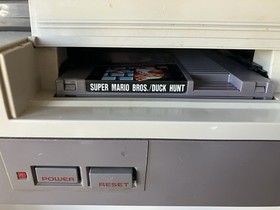 SUPER MARIO BROS./DUCK HUNT
POWER
RESET